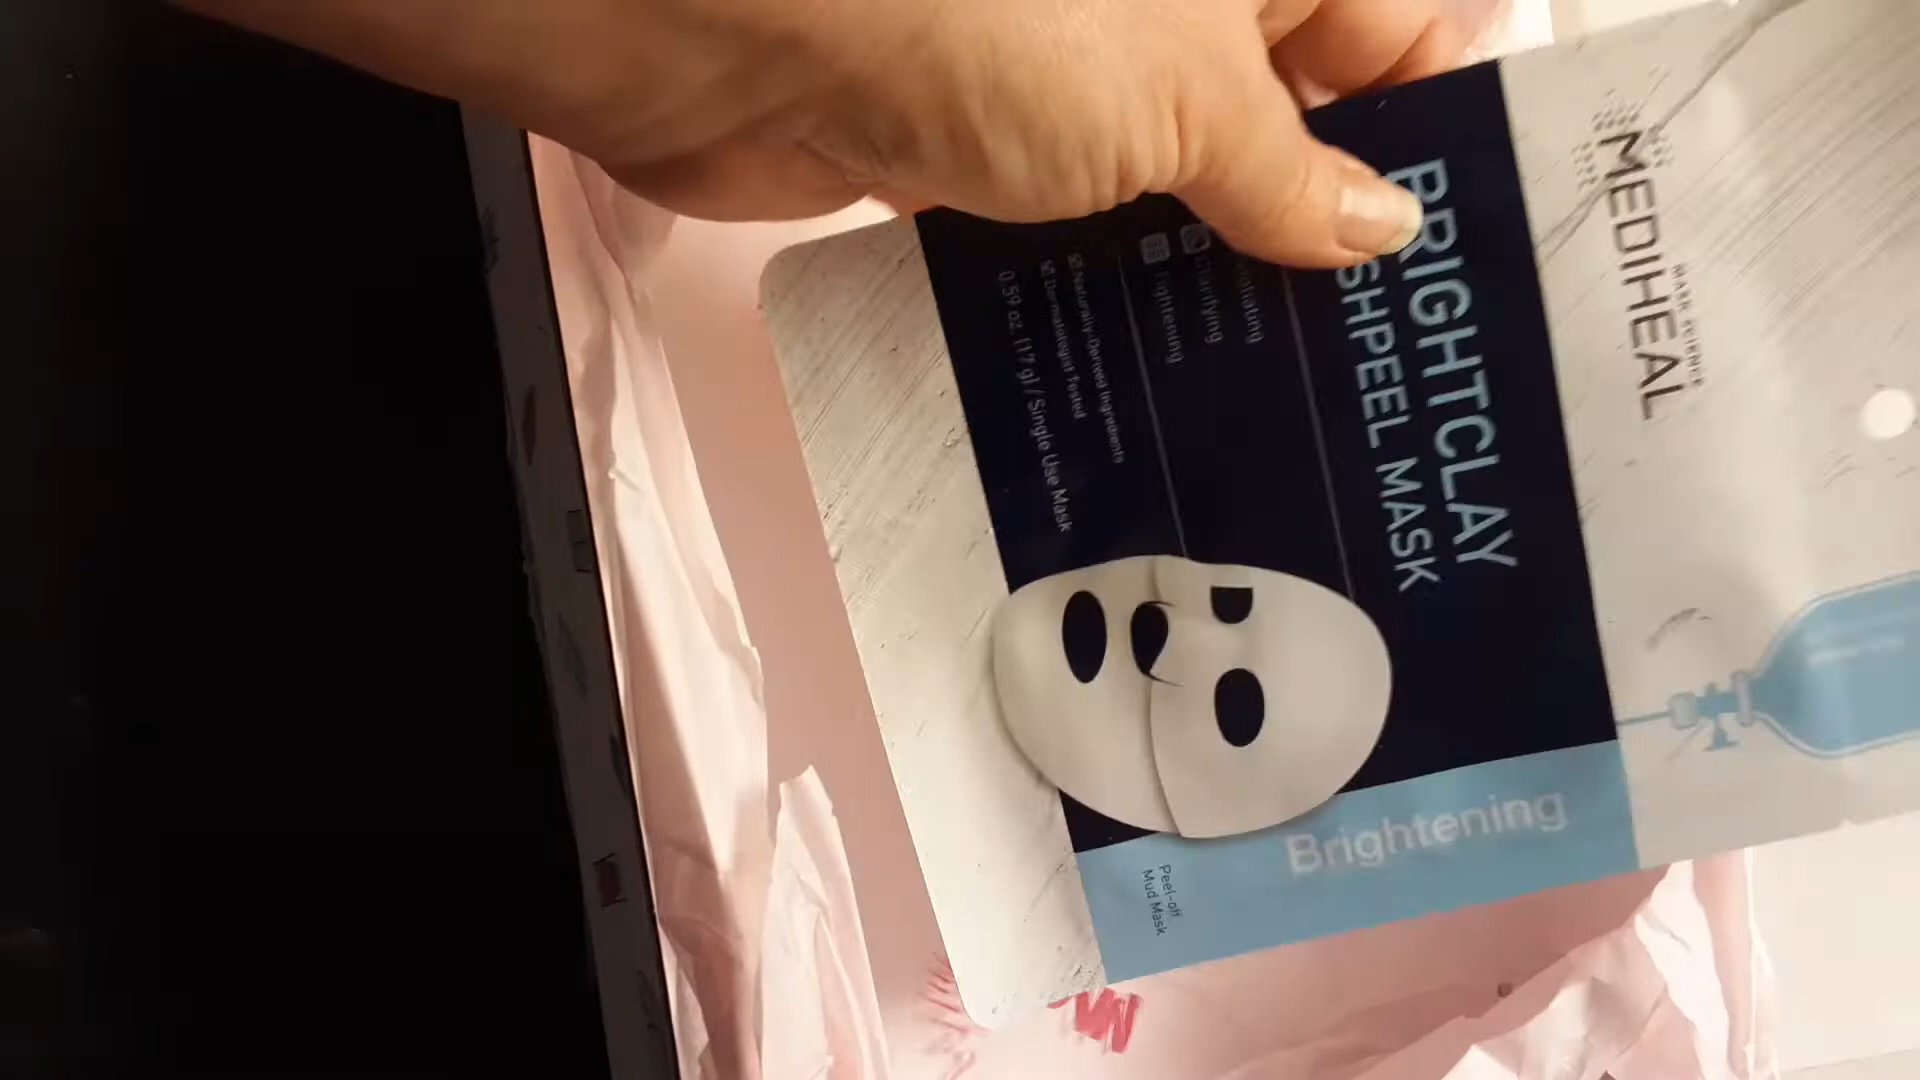 MASK SCIENCE
MEDIHEAL
BRIGHTCLAY
SHPEEL MASK
Clarifying
Tightening
Naturally-Derived Ingredients
Dermatologist Tested
0.59 oz. (17 g) / Single Use Mask
Brightening
Peel-off
Mud Mask